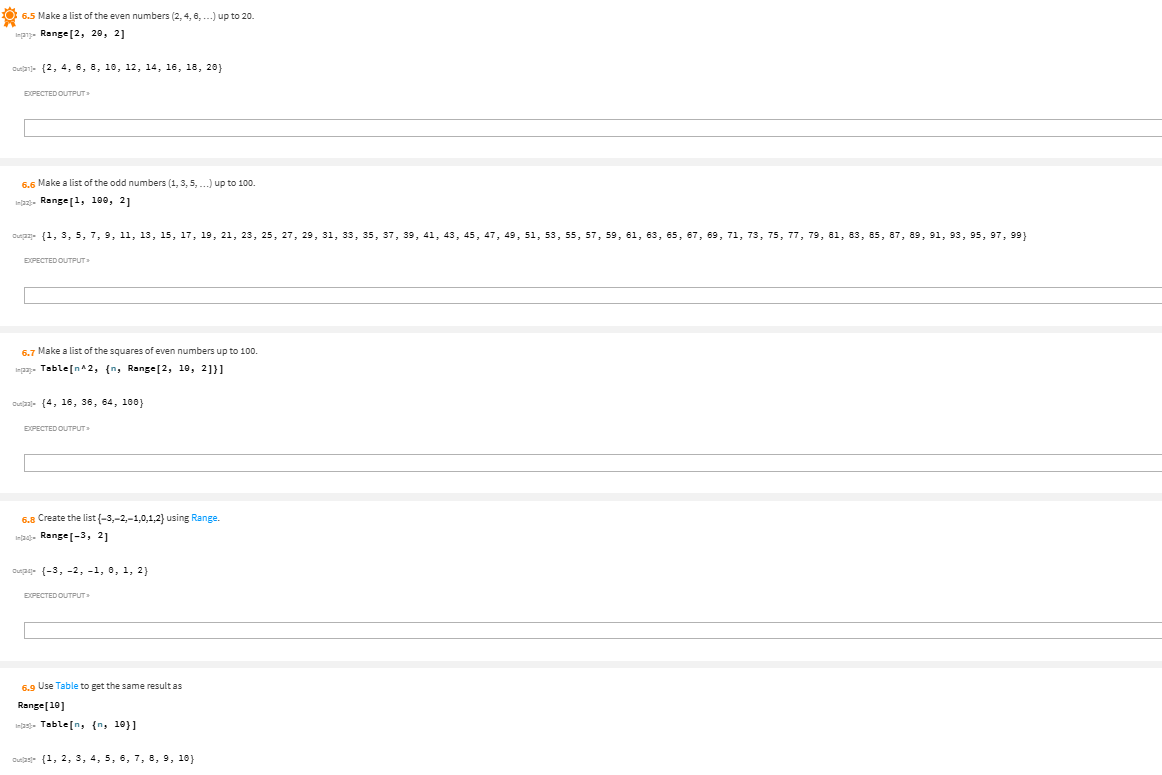 6.5 Make a list of the even numbers (2, 4, 6, ...) up to 20.
In[21]:= Range[2, 20, 2]
Out[21]= {2, 4, 6, 8, 10, 12, 14, 16, 18, 20}
EXPECTED OUTPUT »
6.6 Make a list of the odd numbers (1, 3, 5, ...) up to 100.
In[22]:= Range[1, 100, 2]
Out[22]= {1, 3, 5, 7, 9, 11, 13, 15, 17, 19, 21, 23, 25, 27, 29, 31, 33, 35, 37, 39, 41, 43, 45, 47, 49, 51, 53, 55, 57, 59, 61, 63, 65, 67, 69, 71, 73, 75, 77, 79, 81, 83, 85, 87, 89, 91, 93, 95, 97, 99}
EXPECTED OUTPUT »
6.7 Make a list of the squares of even numbers up to 100.
In[23]:= Table[n^2, {n, Range[2, 10, 2]}]
Out[23]= {4, 16, 36, 64, 100}
EXPECTED OUTPUT »
6.8 Create the list {−3,−2,−1,0,1,2} using Range.
In[24]:= Range[-3, 2]
Out[24]= {-3, -2, -1, 0, 1, 2}
EXPECTED OUTPUT »
6.9 Use Table to get the same result as
Range[10]
In[25]:= Table[n, {n, 10}]
Out[25]= {1, 2, 3, 4, 5, 6, 7, 8, 9, 10}